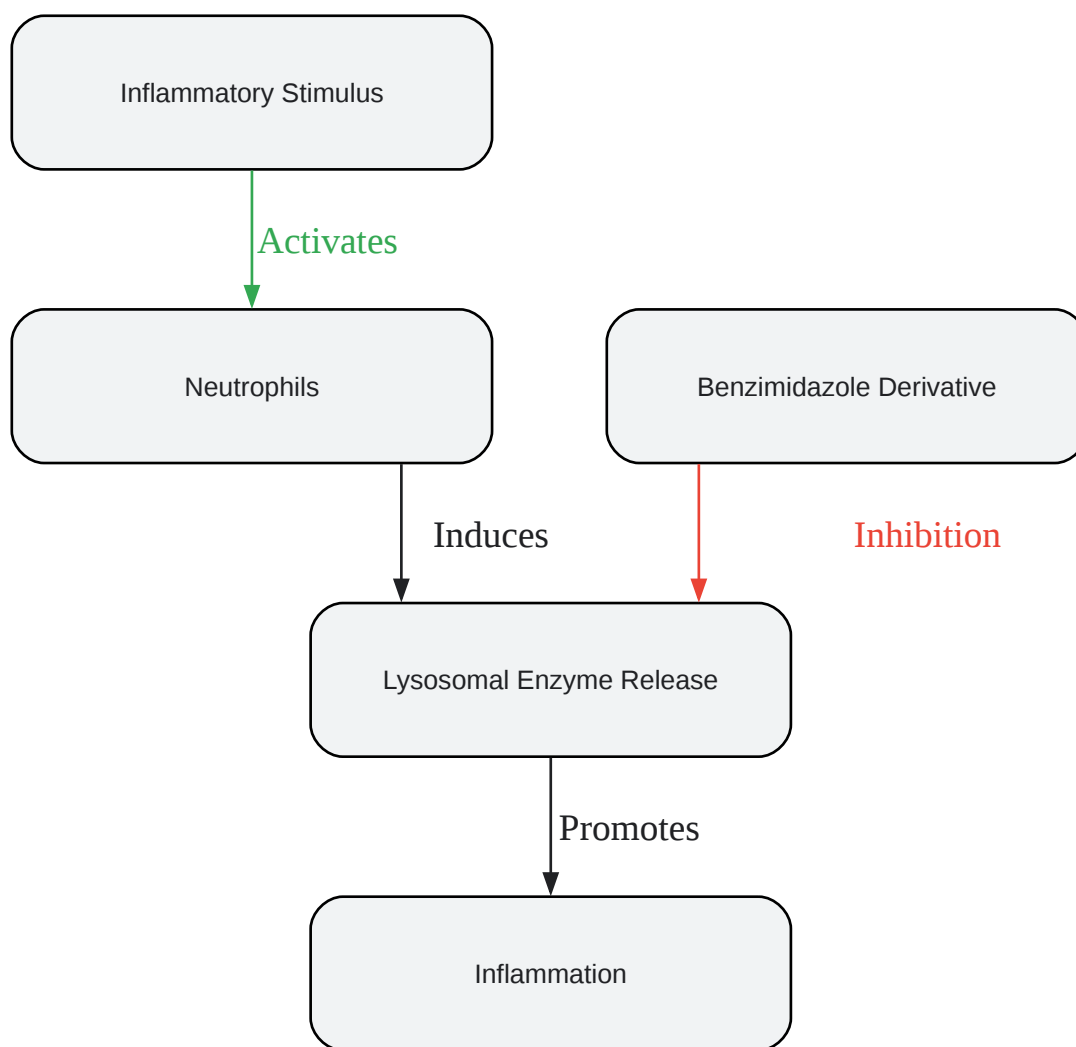 Inflammatory Stimulus
Activates
Neutrophils
Benzimidazole Derivative
Induces
Inhibition
Lysosomal Enzyme Release
Promotes
Inflammation